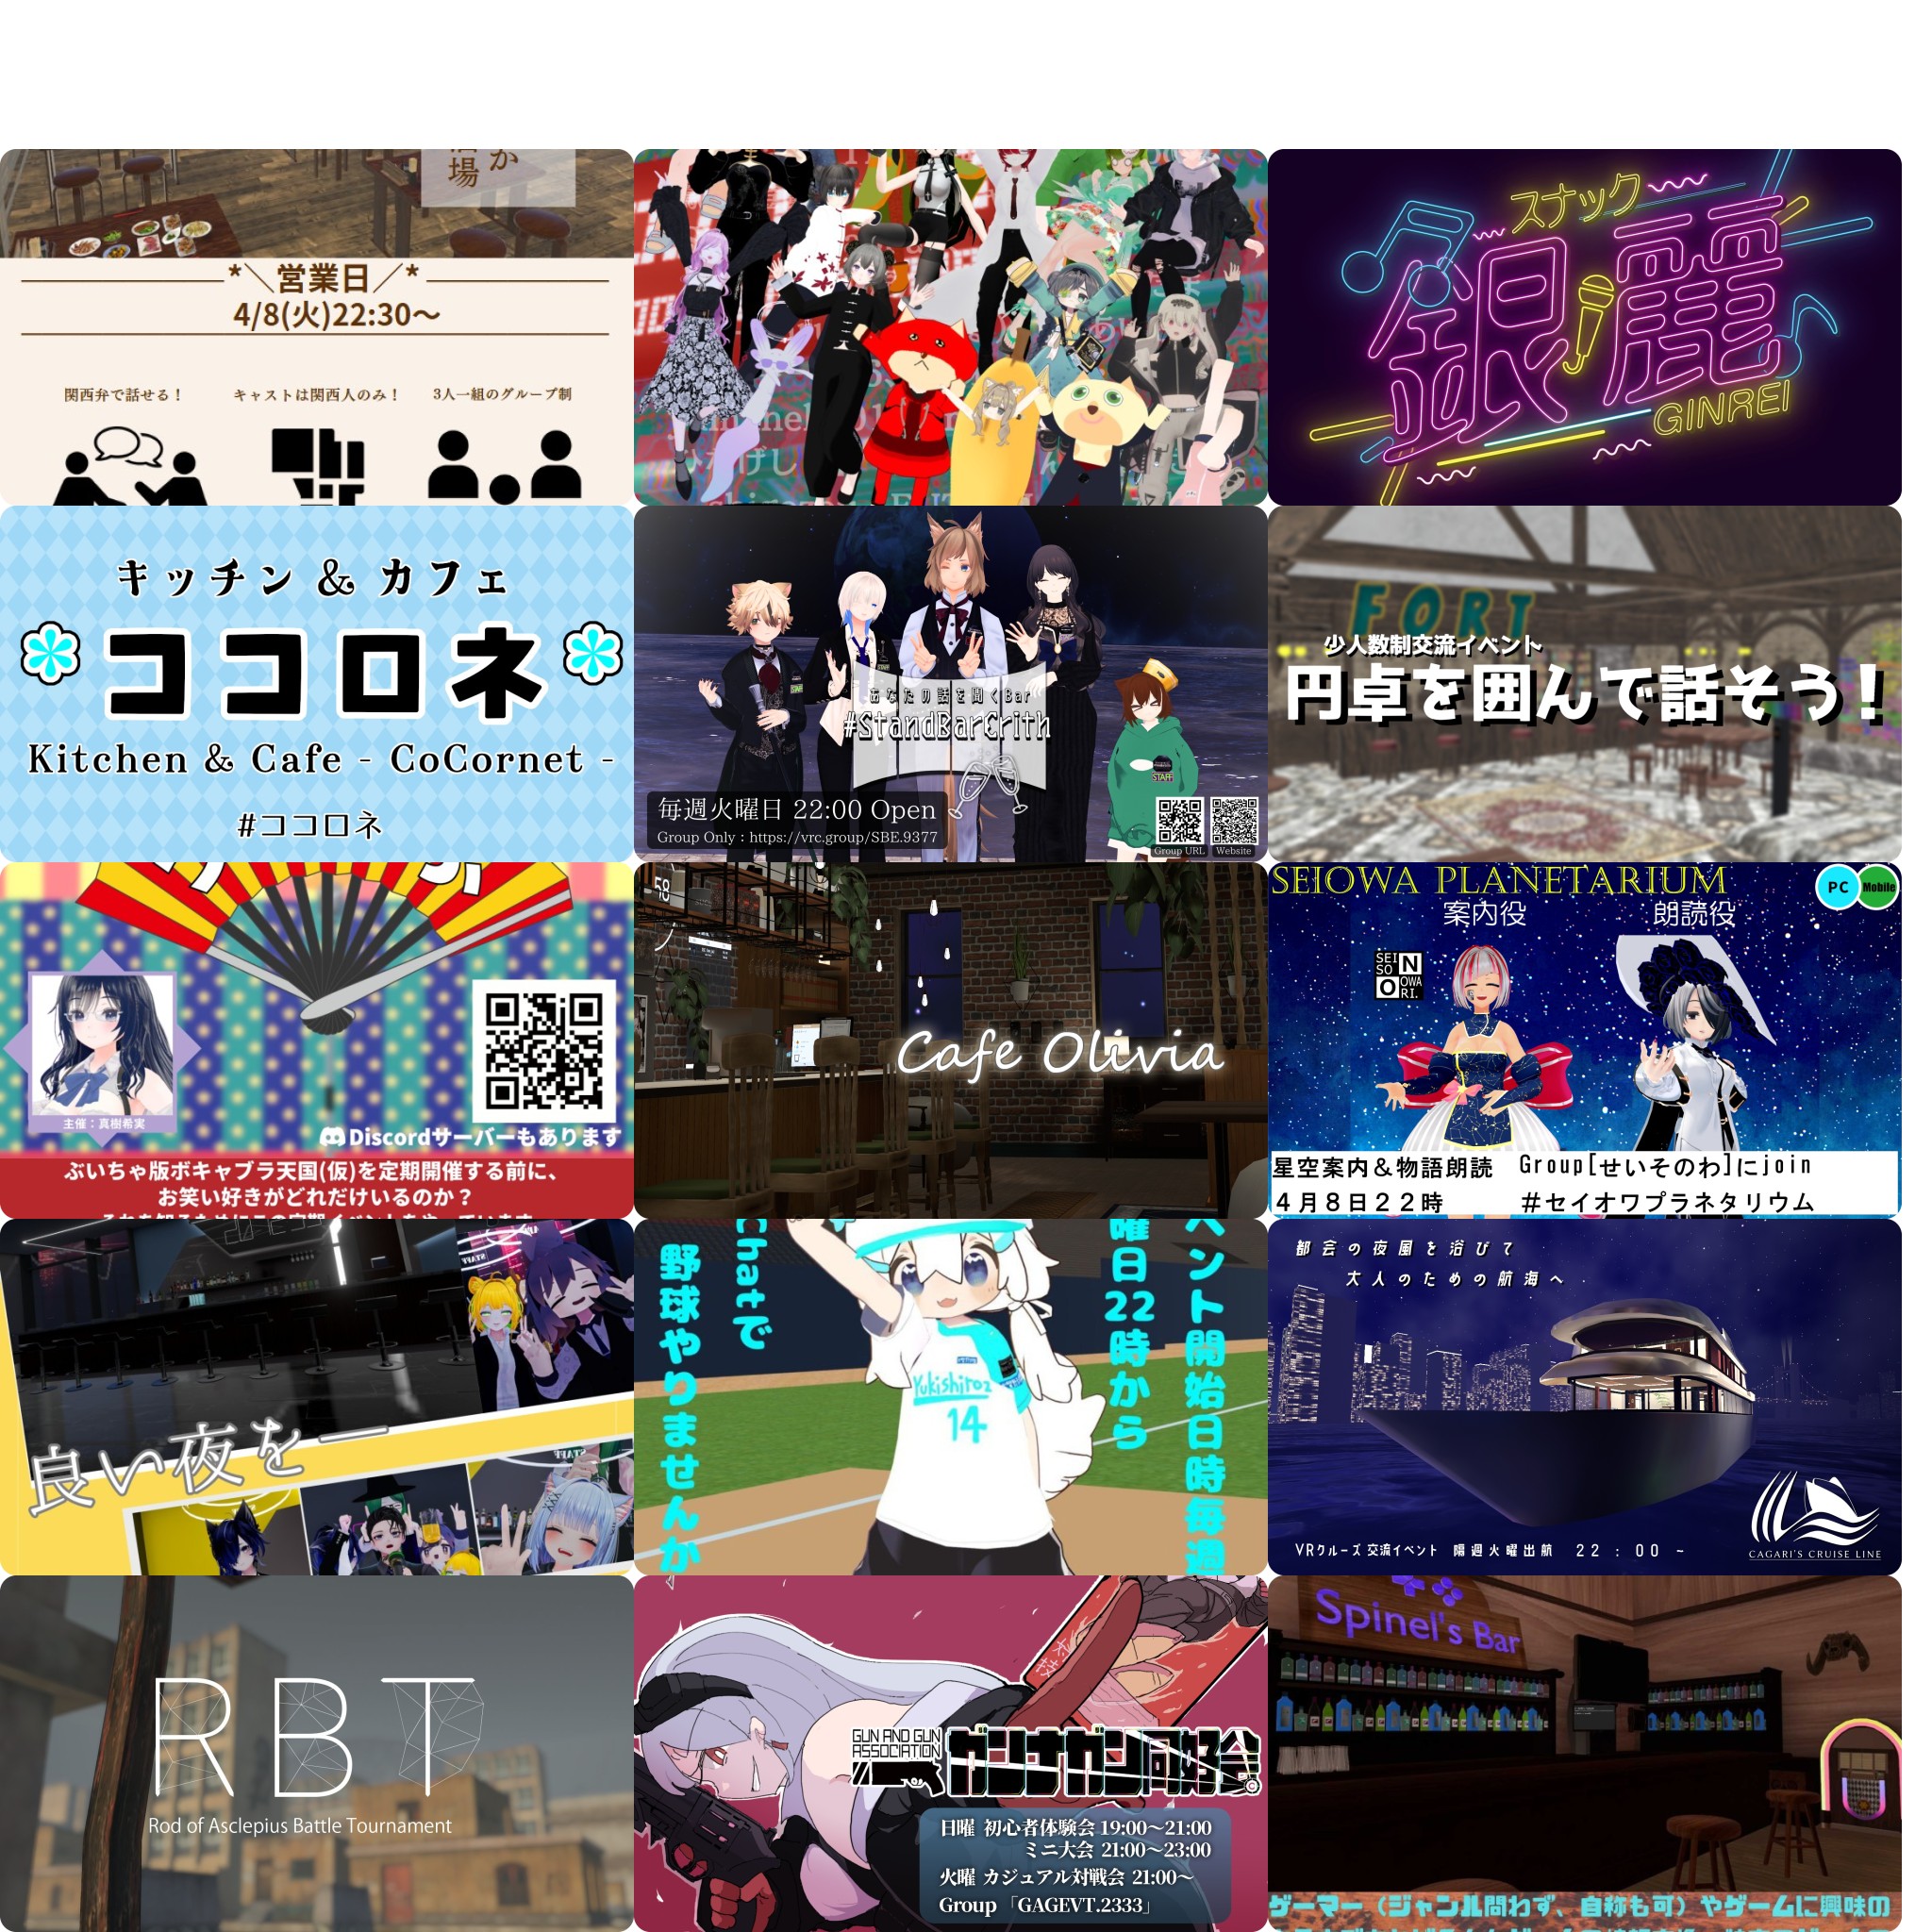 か
酒場
*＼営業日／*
4/8(火)22:30〜
関西弁で話せる！
キャストは関西人のみ！
3人一組のグループ制
スナック
銀麗
GINREI
キッチン & カフェ
ココロネ
Kitchen & Cafe - CoCornet -
#ココロネ
あなたの話を聞くBar
#StandBarErith
毎週火曜日 22:00 Open
Group Only : https://vrc.group/SBE.9377
Group URL
Website
STAFF
FORT
少人数制交流イベント
円卓を囲んで話そう！
主催：真樹希実
Discordサーバーもあります
ぶいちゃ版ボキャブラ天国(仮)を定期開催する前に、
お笑い好きがどれだけいるのか？
Cafe Olivia
SEIOWA PLANETARIUM
PC
Mobile
案内役
朗読役
SEI
SO
N
O
OWA
RI.
星空案内＆物語朗読
Group[せいそのわ]にjoin
４月８日２２時
＃セイオワプラネタリウム
良い夜を―
ベント開始日時毎週
曜日22時から
Chatで
野球やりませんか
Yukishiroz
14
都会の夜風を浴びて
大人のための航海へ
VRクルーズ 交流イベント 隔週火曜出航 22：00 ~
CAGARI'S CRUISE LINE
RBT
Rod of Asclepius Battle Tournament
GUN AND GUN
ASSOCIATION
ガンナガン同好会
日曜 初心者体験会 19:00〜21:00
ミニ大会 21:00〜23:00
火曜 カジュアル対戦会 21:00〜
Group「GAGEVT.2333」
Spinel's Bar
ゲーマー（ジャンル問わず、自称も可）やゲームに興味の